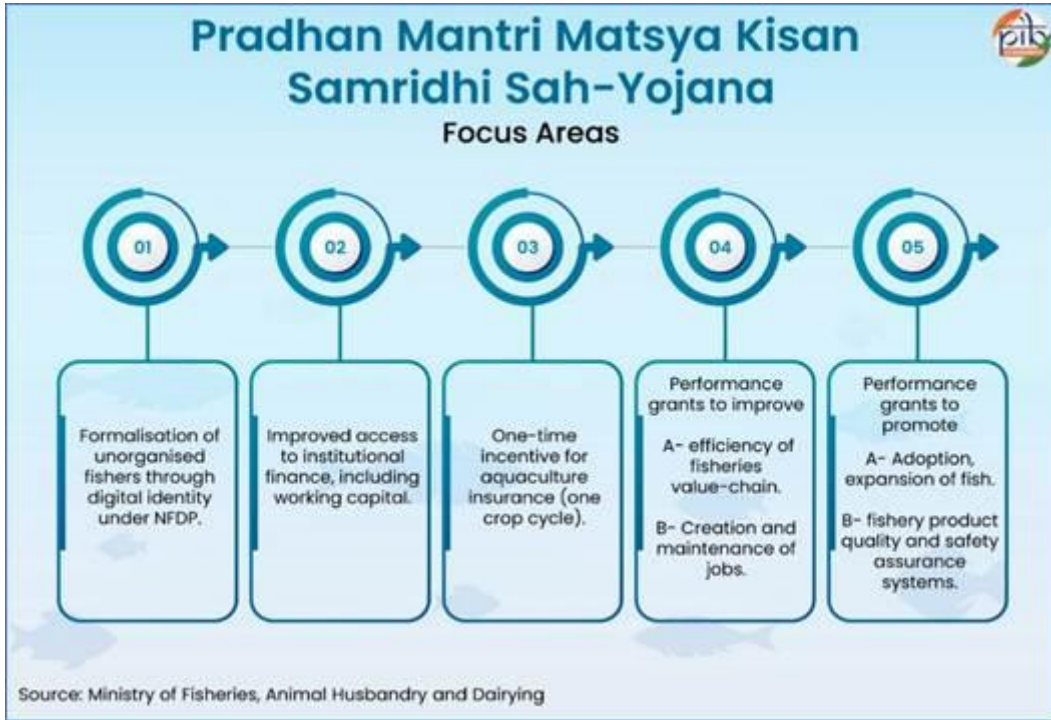 Pradhan Mantri Matsya Kisan
Samridhi Sah-Yojana
Focus Areas
pib
01
02
03
04
05
Formalisation of
unorganised
fishers through
digital identity
under NFDP.
Improved access
to institutional
finance, including
working capital.
One-time
incentive for
aquaculture
insurance (one
crop cycle).
Performance
grants to improve
A- efficiency of
fisheries
value-chain.
B- Creation and
maintenance of
jobs.
Performance
grants to
promote
A- Adoption,
expansion of fish.
B- fishery product
quality and safety
assurance
systems.
Source: Ministry of Fisheries, Animal Husbandry and Dairying